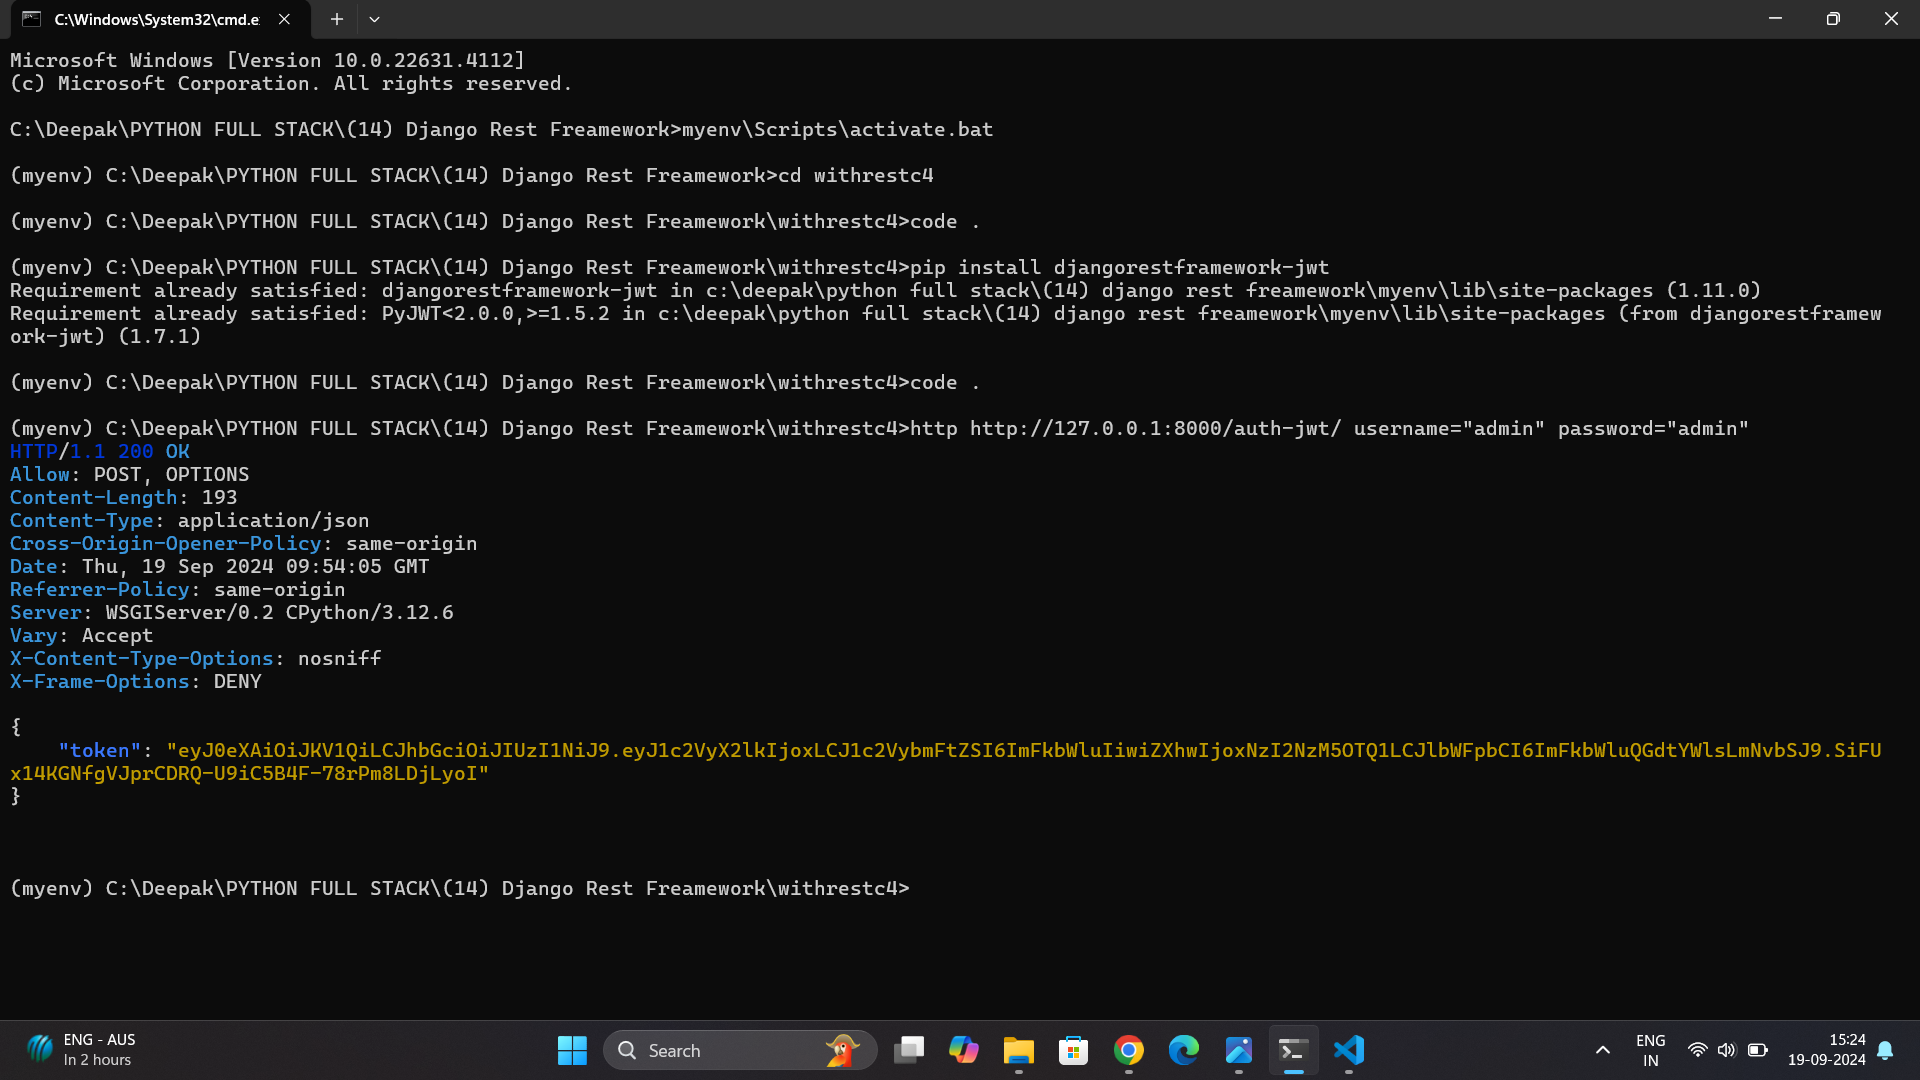 C:\Windows\System32\cmd.e
Microsoft Windows [Version 10.0.22631.4112]
(c) Microsoft Corporation. All rights reserved.
C:\Deepak\PYTHON FULL STACK\(14) Django Rest Freamework>myenv\Scripts\activate.bat
(myenv) C:\Deepak\PYTHON FULL STACK\(14) Django Rest Freamework>cd withrestc4
(myenv) C:\Deepak\PYTHON FULL STACK\(14) Django Rest Freamework\withrestc4>code .
(myenv) C:\Deepak\PYTHON FULL STACK\(14) Django Rest Freamework\withrestc4>pip install djangorestframework-jwt
Requirement already satisfied: djangorestframework-jwt in c:\deepak\python full stack\(14) django rest freamework\myenv\lib\site-packages (1.11.0)
Requirement already satisfied: PyJWT<2.0.0,>=1.5.2 in c:\deepak\python full stack\(14) django rest freamework\myenv\lib\site-packages (from djangorestframew
ork-jwt) (1.7.1)
(myenv) C:\Deepak\PYTHON FULL STACK\(14) Django Rest Freamework\withrestc4>code .
(myenv) C:\Deepak\PYTHON FULL STACK\(14) Django Rest Freamework\withrestc4>http http://127.0.0.1:8000/auth-jwt/ username="admin" password="admin"
HTTP/1.1 200 OK
Allow: POST, OPTIONS
Content-Length: 193
Content-Type: application/json
Cross-Origin-Opener-Policy: same-origin
Date: Thu, 19 Sep 2024 09:54:05 GMT
Referrer-Policy: same-origin
Server: WSGIServer/0.2 CPython/3.12.6
Vary: Accept
X-Content-Type-Options: nosniff
X-Frame-Options: DENY
{
    "token": "eyJ0eXAiOiJKV1QiLCJhbGciOiJIUzI1NiJ9.eyJ1c2VyX2lkIjoxLCJ1c2VybmFtZSI6ImFkbWluIiwiZXhwIjoxNzI2NzM5OTQ1LCJlbWFpbCI6ImFkbWluQGdtYWlsLmNvbSJ9.SiFU
x14KGNfgVJprCDRQ-U9iC5B4F-78rPm8LDjLyoI"
}
(myenv) C:\Deepak\PYTHON FULL STACK\(14) Django Rest Freamework\withrestc4>
ENG - AUS
In 2 hours
Search
ENG
IN
15:24
19-09-2024